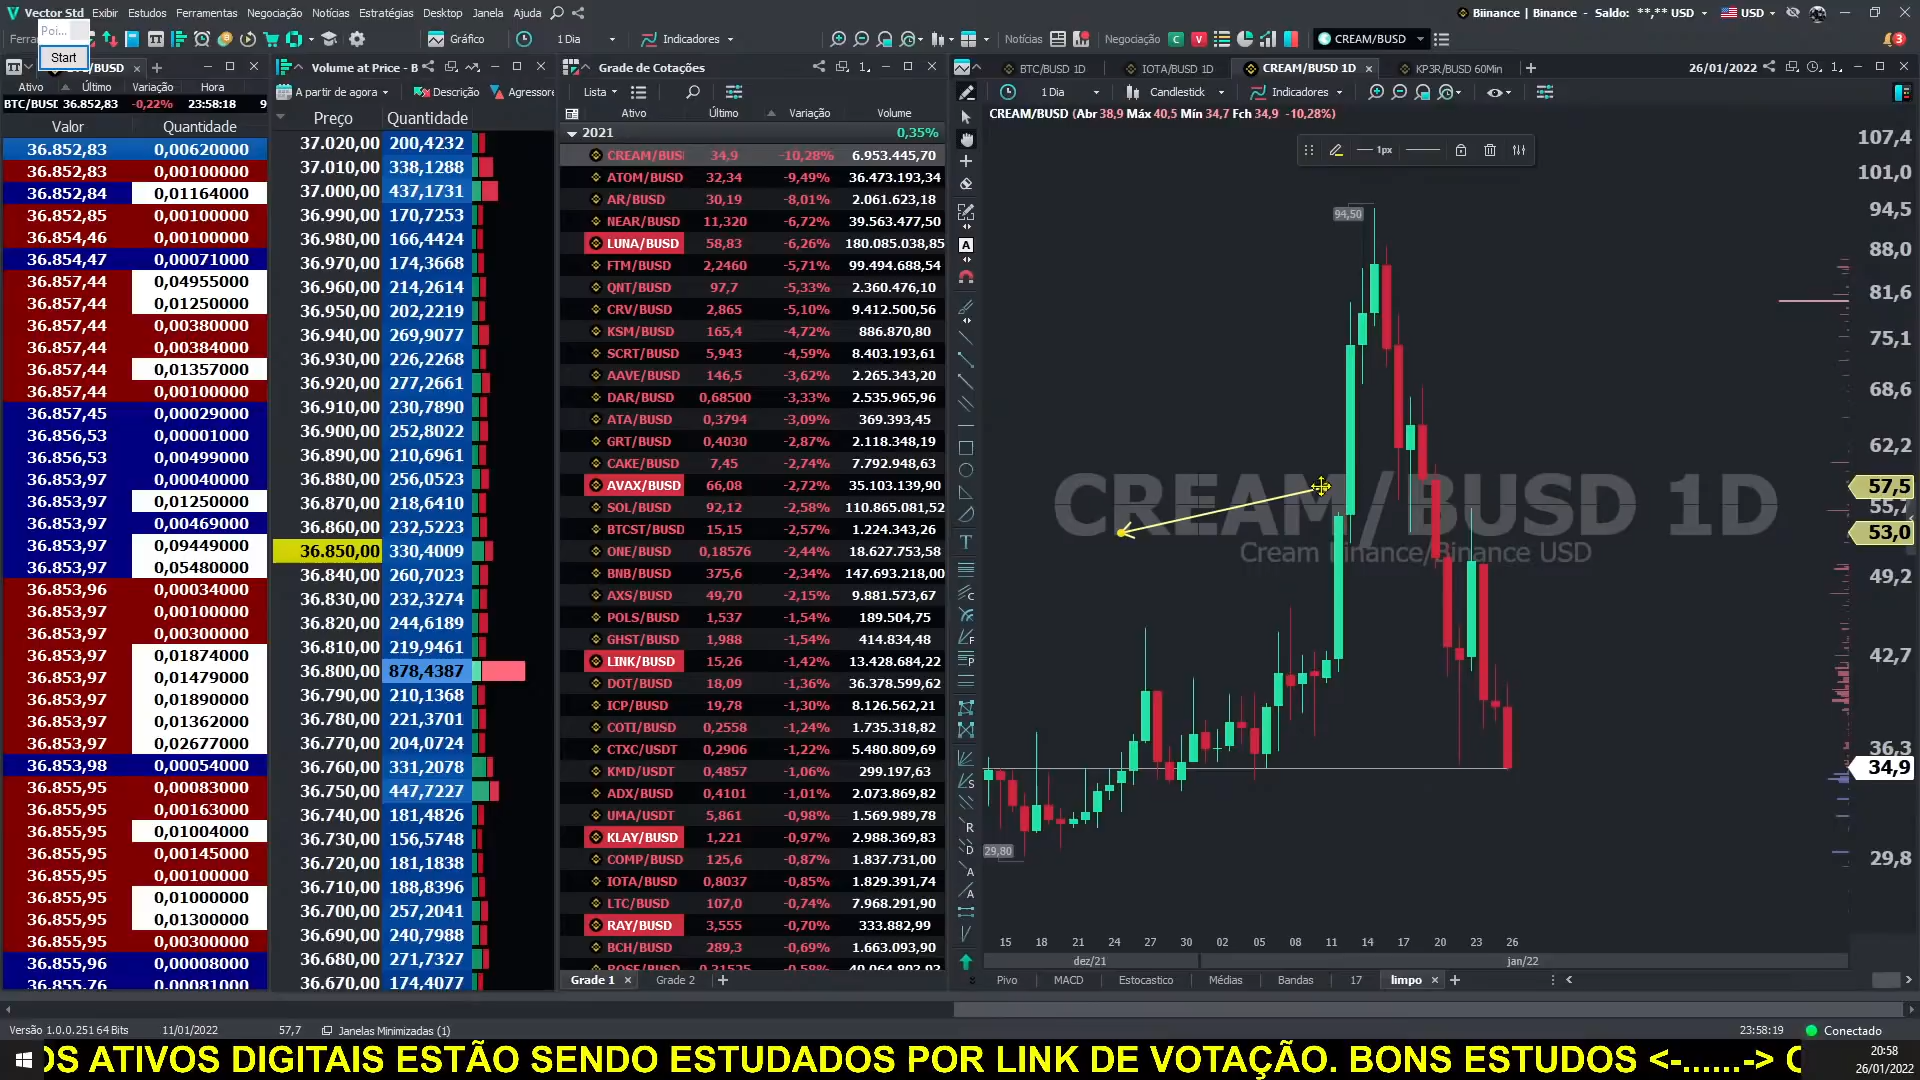 Vector Std Exibir Estudos Ferramentas Negociação Notícias Estratégias Desktop Janela Ajuda
Biinance | Binance - Saldo: **,** USD USD
Poi...
Start
Gráfico 1 Dia Indicadores
Notícias Negociação CREAM/BUSD 3
Volume at Price - B
Grade de Cotações
BTC/BUSD 1D IOTA/BUSD 1D CREAM/BUSD 1D KP3R/BUSD 60Min 26/01/2022
Ativo Último Variação Hora
BTC/BUSD 36.852,83 -0,22% 23:58:18 9
Valor Quantidade
36.852,83 0,00620000
36.852,83 0,00100000
36.852,84 0,01164000
36.852,85 0,00100000
36.854,46 0,00100000
36.854,47 0,00071000
36.857,44 0,04955000
36.857,44 0,01250000
36.857,44 0,00380000
36.857,44 0,00384000
36.857,44 0,01357000
36.857,44 0,00100000
36.857,45 0,00029000
36.856,53 0,00001000
36.856,53 0,00499000
36.853,97 0,00040000
36.853,97 0,01250000
36.853,97 0,00469000
36.853,97 0,09449000
36.853,97 0,05480000
36.853,96 0,00034000
36.853,97 0,00100000
36.853,97 0,00300000
36.853,97 0,01874000
36.853,97 0,01479000
36.853,97 0,01890000
36.853,97 0,01362000
36.853,97 0,02677000
36.853,98 0,00054000
36.855,95 0,00083000
36.855,95 0,00163000
36.855,95 0,01004000
36.855,95 0,00145000
36.855,95 0,00100000
36.855,95 0,01000000
36.855,95 0,01300000
36.855,95 0,00300000
36.855,96 0,00008000
36.855,76 0,00081000
A partir de agora Descrição Agressore
Preço Quantidade
37.020,00 200,4232
37.010,00 338,1288
37.000,00 437,1731
36.990,00 170,7253
36.980,00 166,4424
36.970,00 174,3668
36.960,00 214,2614
36.950,00 202,2219
36.940,00 269,9077
36.930,00 226,2268
36.920,00 277,2661
36.910,00 230,7890
36.900,00 252,8022
36.890,00 210,6961
36.880,00 256,0523
36.870,00 218,6410
36.860,00 232,5223
36.850,00 330,4009
36.840,00 260,7023
36.830,00 232,3274
36.820,00 244,6189
36.810,00 219,9461
36.800,00 878,4387
36.790,00 210,1368
36.780,00 221,3701
36.770,00 204,0724
36.760,00 331,2078
36.750,00 447,7227
36.740,00 181,4826
36.730,00 156,5748
36.720,00 181,1838
36.710,00 188,8396
36.700,00 257,2041
36.690,00 240,7988
36.680,00 271,7327
36.670,00 174,4077
Lista
Ativo Último Variação Volume
2021 0,35%
CREAM/BUSD 34,9 -10,28% 6.953.445,70
ATOM/BUSD 32,34 -9,49% 36.473.193,34
AR/BUSD 30,19 -8,01% 2.061.623,18
NEAR/BUSD 11,320 -6,72% 39.563.477,50
LUNA/BUSD 58,83 -6,26% 180.085.038,85
FTM/BUSD 2,2460 -5,71% 99.494.688,54
QNT/BUSD 97,7 -5,33% 2.360.476,10
CRV/BUSD 2,865 -5,10% 9.412.500,56
KSM/BUSD 165,4 -4,72% 886.870,80
SCRT/BUSD 5,943 -4,59% 8.403.193,61
AAVE/BUSD 146,5 -3,62% 2.265.343,20
DAR/BUSD 0,68500 -3,33% 2.535.965,96
ATA/BUSD 0,3794 -3,09% 369.393,45
GRT/BUSD 0,4030 -2,87% 2.118.348,19
CAKE/BUSD 7,45 -2,74% 7.792.948,63
AVAX/BUSD 66,08 -2,72% 35.103.139,90
SOL/BUSD 92,12 -2,58% 110.865.081,52
BTCST/BUSD 15,15 -2,57% 1.224.343,26
ONE/BUSD 0,18576 -2,44% 18.627.753,58
BNB/BUSD 375,6 -2,34% 147.693.218,00
AXS/BUSD 49,70 -2,15% 9.881.573,67
POLS/BUSD 1,537 -1,54% 189.504,75
GHST/BUSD 1,988 -1,54% 414.834,48
LINK/BUSD 15,26 -1,42% 13.428.684,22
DOT/BUSD 18,09 -1,36% 36.378.599,62
ICP/BUSD 19,78 -1,30% 8.126.562,21
COTI/BUSD 0,2558 -1,24% 1.735.318,82
CTXC/USDT 0,2906 -1,22% 5.480.809,69
KMD/USDT 0,4857 -1,06% 299.197,63
ADX/BUSD 0,4101 -1,01% 2.073.869,82
UMA/USDT 5,861 -0,98% 1.569.989,78
KLAY/BUSD 1,221 -0,97% 2.988.369,83
COMP/BUSD 125,6 -0,87% 1.837.731,00
IOTA/BUSD 0,8037 -0,85% 1.829.391,74
LTC/BUSD 107,0 -0,74% 7.968.291,90
RAY/BUSD 3,555 -0,70% 333.882,99
BCH/BUSD 289,3 -0,69% 1.663.093,90
ROSE/BUSD 0,31525 -0,58% 40.064.803,03
Grade 1 Grade 2
1 Dia Candlestick Indicadores
CREAM/BUSD (Abr 38,9 Máx 40,5 Mín 34,7 Fch 34,9 -10,28%)
1px
CREAM/BUSD 1D
Cream Finance/Binance USD
94,50
29,80
107,4
101,0
94,5
88,0
81,6
75,1
68,6
62,2
57,5
55,7
53,0
49,2
42,7
36,3
34,9
29,8
15 18 21 24 27 30 02 05 08 11 14 17 20 23 26
dez/21 jan/22
Pivo MACD Estocastico Médias Bandas 17 limpo
Versão 1.0.0.251 64 Bits 11/01/2022 57,7 Janelas Minimizadas (1) 23:58:19 Conectado
OS ATIVOS DIGITAIS ESTÃO SENDO ESTUDADOS POR LINK DE VOTAÇÃO. BONS ESTUDOS <-......->
20:58
26/01/2022